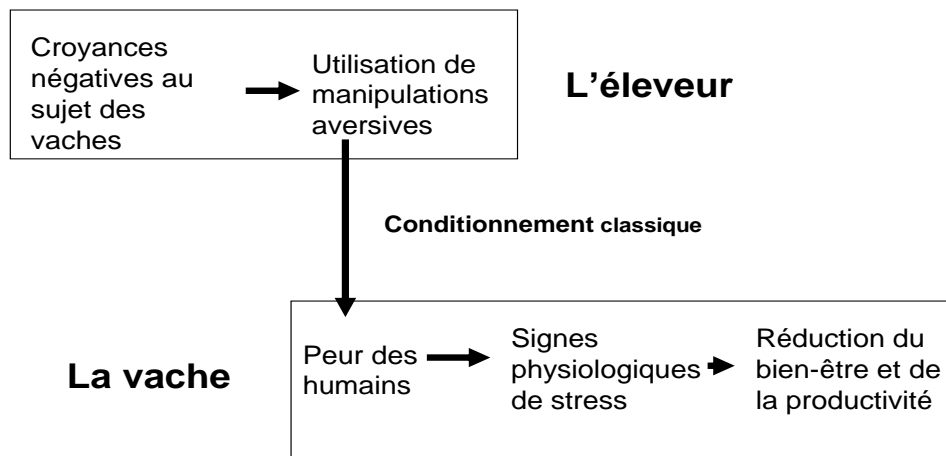 Croyances
négatives au
sujet des
vaches
Utilisation de
manipulations
aversives
L'éleveur
Conditionnement classique
La vache
Peur des
humains
Signes
physiologiques
de stress
Réduction du
bien-être et de
la productivité